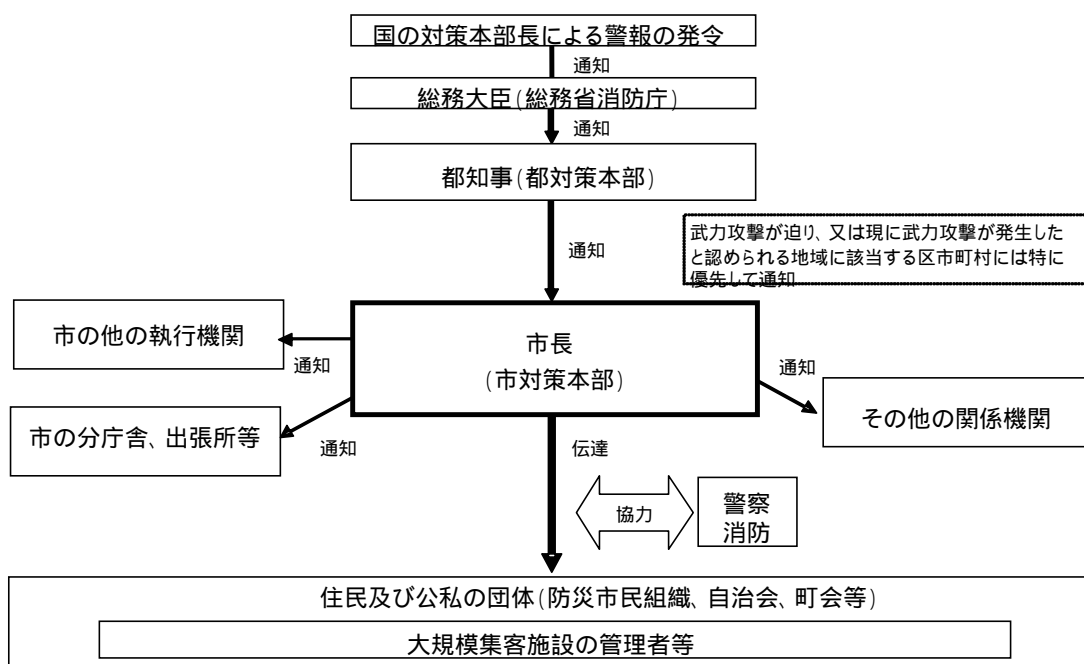 国の対策本部長による警報の発令
通知
総務大臣(総務省消防庁)
通知
都知事(都対策本部)
通知
武力攻撃が迫り、又は現に武力攻撃が発生した
と認められる地域に該当する区市町村には特に
優先して通知
市の他の執行機関
通知
市長
(市対策本部)
通知
その他の関係機関
市の分庁舎、出張所等
通知
伝達
協力
警察
消防
住民及び公私の団体(防災市民組織、自治会、町会等)
大規模集客施設の管理者等